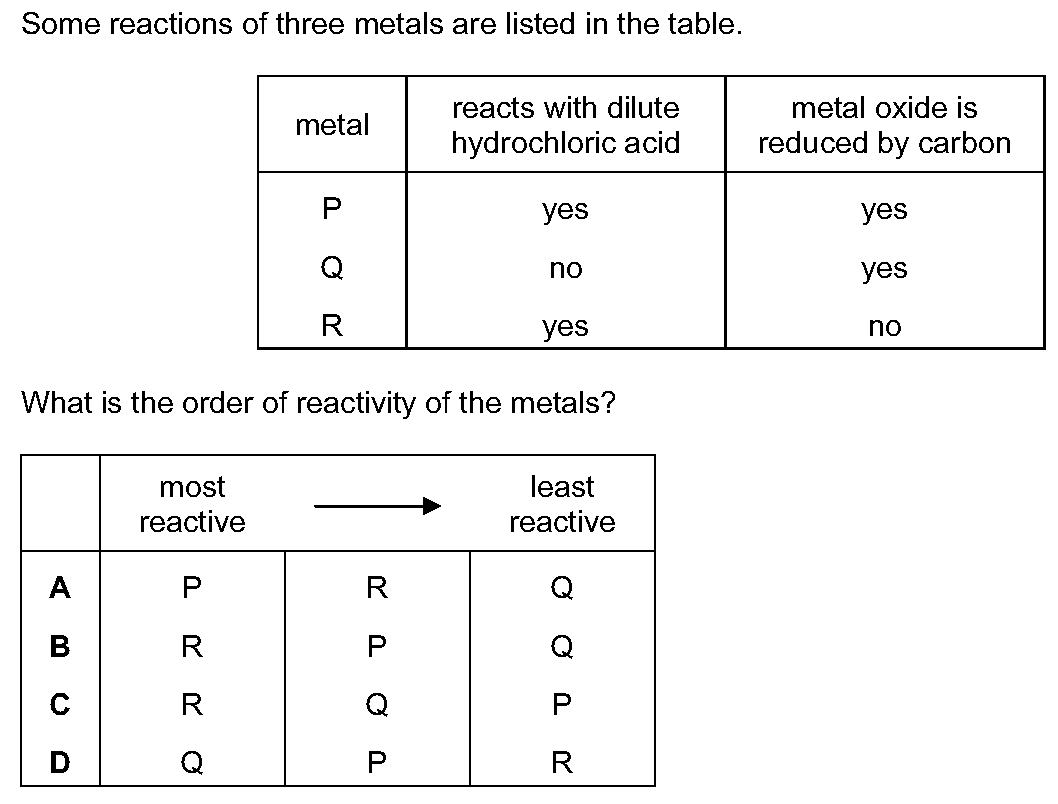 Some reactions of three metals are listed in the table.
metal
reacts with dilute
hydrochloric acid
metal oxide is
reduced by carbon
P yes yes
Q no yes
R yes no
What is the order of reactivity of the metals?
most
reactive
least
reactive
A P R Q
B R P Q
C R Q P
D Q P R